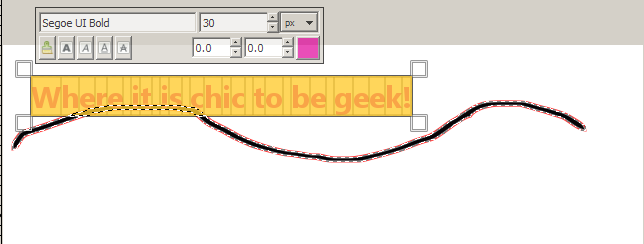 Segoe UI Bold 30 px
A A A A 0.0 0.0
Where it is chic to be geek!